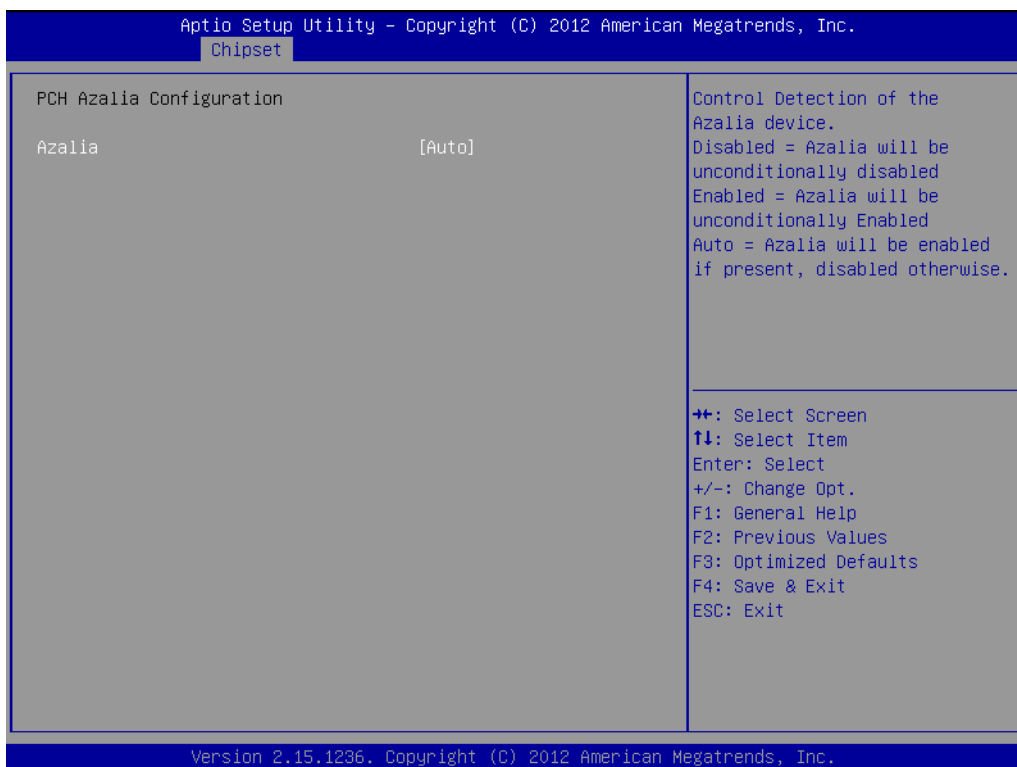 Aptio Setup Utility – Copyright (C) 2012 American Megatrends, Inc.
Chipset
PCH Azalia Configuration
Azalia [Auto]
Control Detection of the
Azalia device.
Disabled = Azalia will be
unconditionally disabled
Enabled = Azalia will be
unconditionally Enabled
Auto = Azalia will be enabled
if present, disabled otherwise.
→←: Select Screen
↑↓: Select Item
Enter: Select
+/-: Change Opt.
F1: General Help
F2: Previous Values
F3: Optimized Defaults
F4: Save & Exit
ESC: Exit
Version 2.15.1236. Copyright (C) 2012 American Megatrends, Inc.